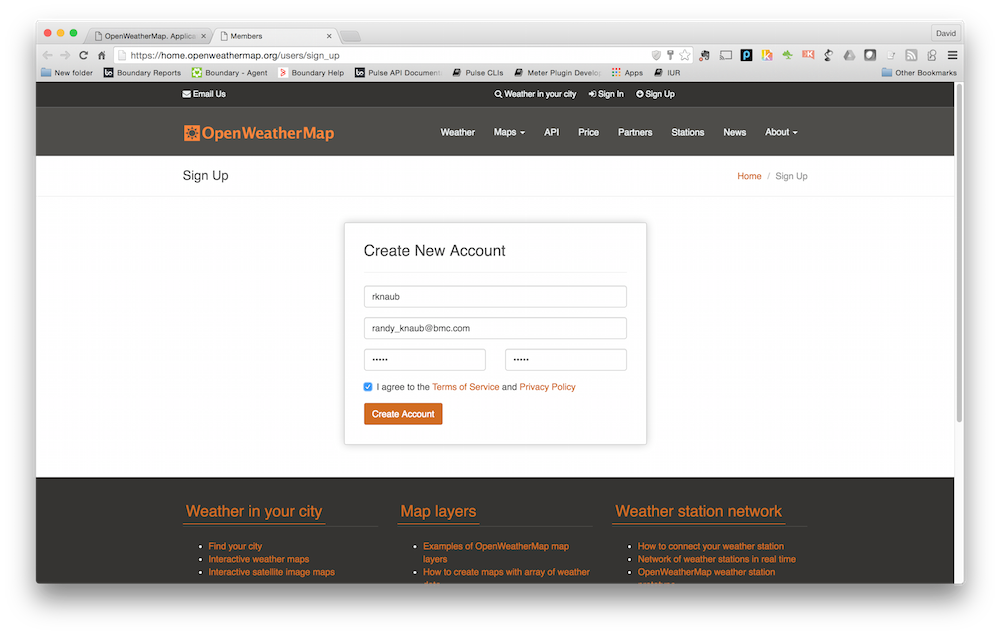 OpenWeatherMap. Applica
Members
David
https://home.openweathermap.org/users/sign_up
New folder
Boundary Reports
Boundary - Agent
Boundary Help
Pulse API Document
Pulse CLIs
Meter Plugin Develop
Apps
IUR
Other Bookmarks
Email Us
Weather in your city
Sign In
Sign Up
OpenWeatherMap
Weather
Maps
API
Price
Partners
Stations
News
About
Sign Up
Home / Sign Up
Create New Account
rknaub
randy_knaub@bmc.com
•••••
•••••
I agree to the Terms of Service and Privacy Policy
Create Account
Weather in your city
Find your city
Interactive weather maps
Interactive satellite image maps
Map layers
Examples of OpenWeatherMap map
layers
How to create maps with array of weather
Weather station network
How to connect your weather station
Network of weather stations in real time
OpenWeatherMap weather station